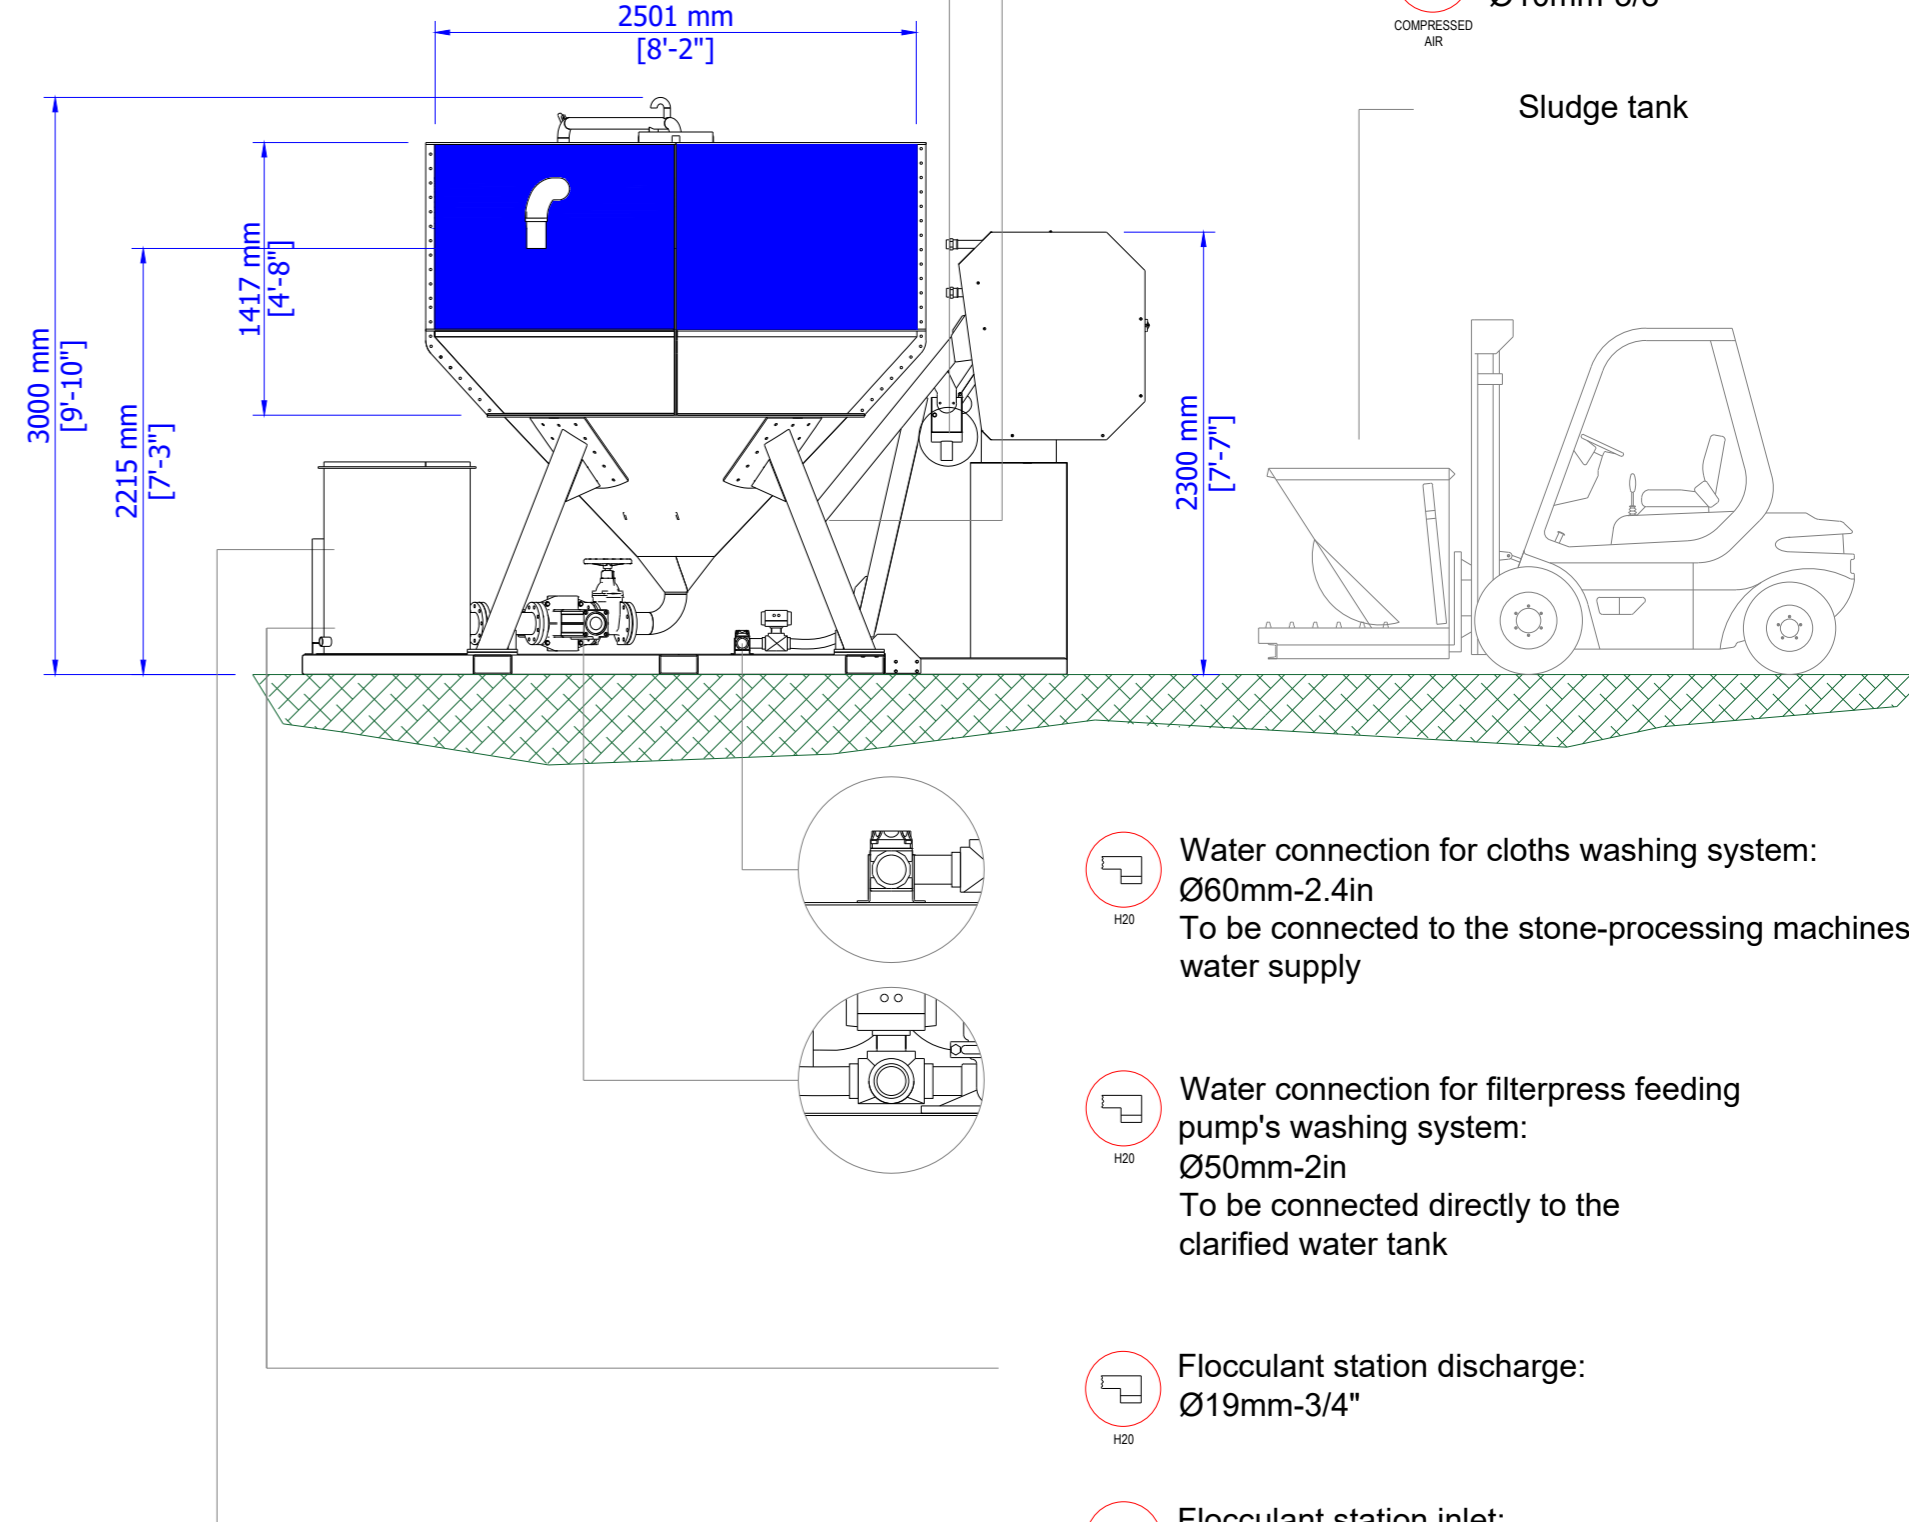 2501 mm
[8'-2"]
COMPRESSED
AIR
Sludge tank
1417 mm
[4'-8"]
3000 mm
[9'-10"]
2215 mm
[7'-3"]
2300 mm
[7'-7"]
H20
Water connection for cloths washing system:
Ø60mm-2.4in
To be connected to the stone-processing machines
water supply
H20
Water connection for filterpress feeding
pump's washing system:
Ø50mm-2in
To be connected directly to the
clarified water tank
H20
Flocculant station discharge:
Ø19mm-3/4"
Flocculant station inlet: